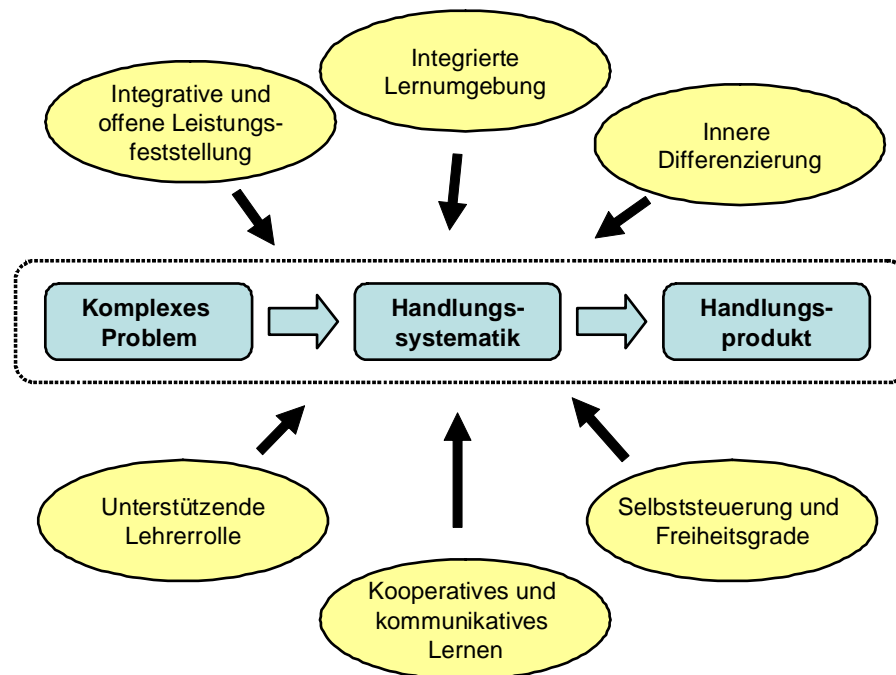 Integrierte
Lernumgebung
Integrative und
offene Leistungs-
feststellung
Innere
Differenzierung
Komplexes
Problem
Handlungs-
systematik
Handlungs-
produkt
Unterstützende
Lehrerrolle
Selbststeuerung und
Freiheitsgrade
Kooperatives und
kommunikatives
Lernen